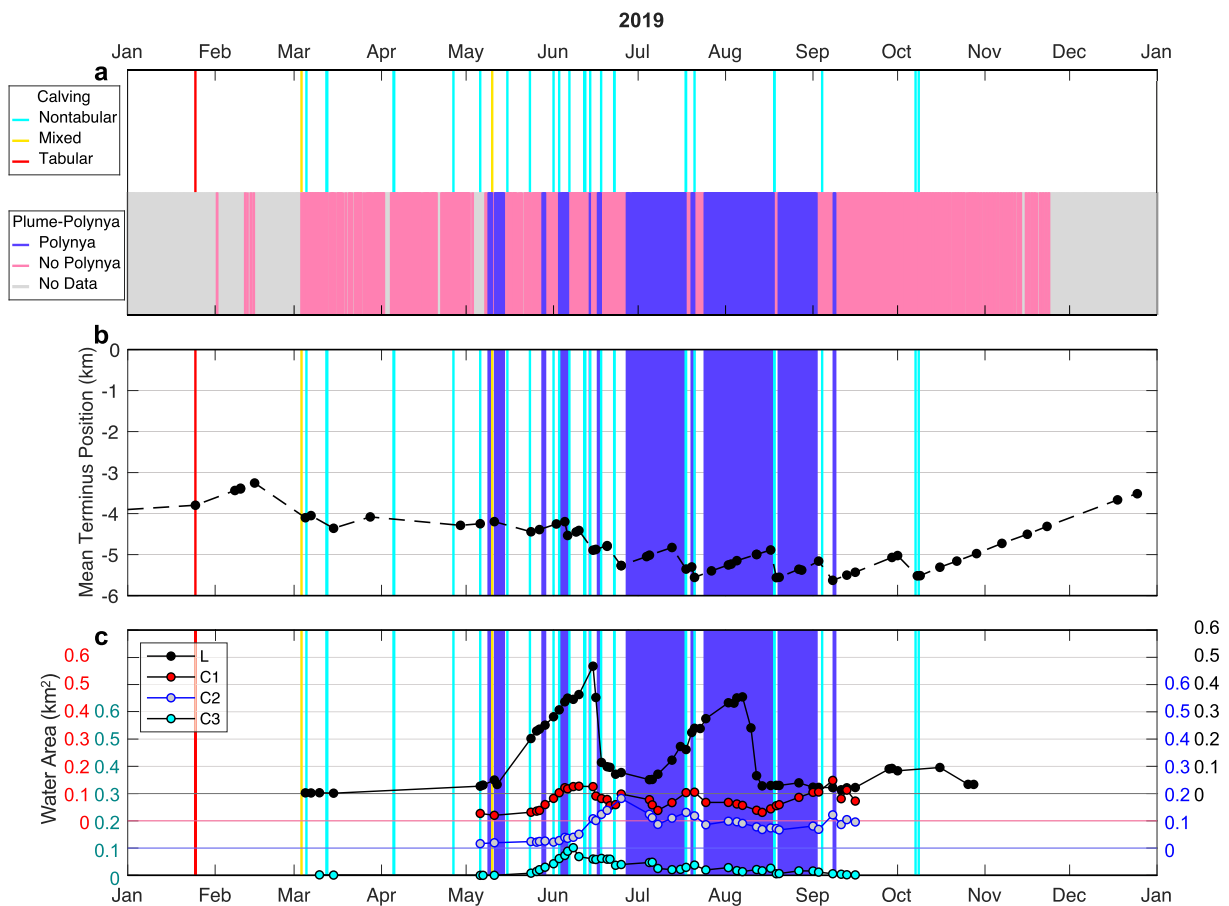 2019
Jan Feb Mar Apr May Jun Jul Aug Sep Oct Nov Dec Jan
a
Calving
Nontabular
Mixed
Tabular
Plume-Polynya
Polynya
No Polynya
No Data
b
Mean Terminus Position (km)
0
-1
-2
-3
-4
-5
-6
c
Water Area (km²)
L
C1
C2
C3
0.6
0.5
0.4
0.3
0.2
0.1
0
0.6
0.5
0.4
0.3
0.2
0.1
0
0.6
0.5
0.4
0.3
0.2
0.1
0
0.6
0.5
0.4
0.3
0.2
0.1
0
Jan Feb Mar Apr May Jun Jul Aug Sep Oct Nov Dec Jan